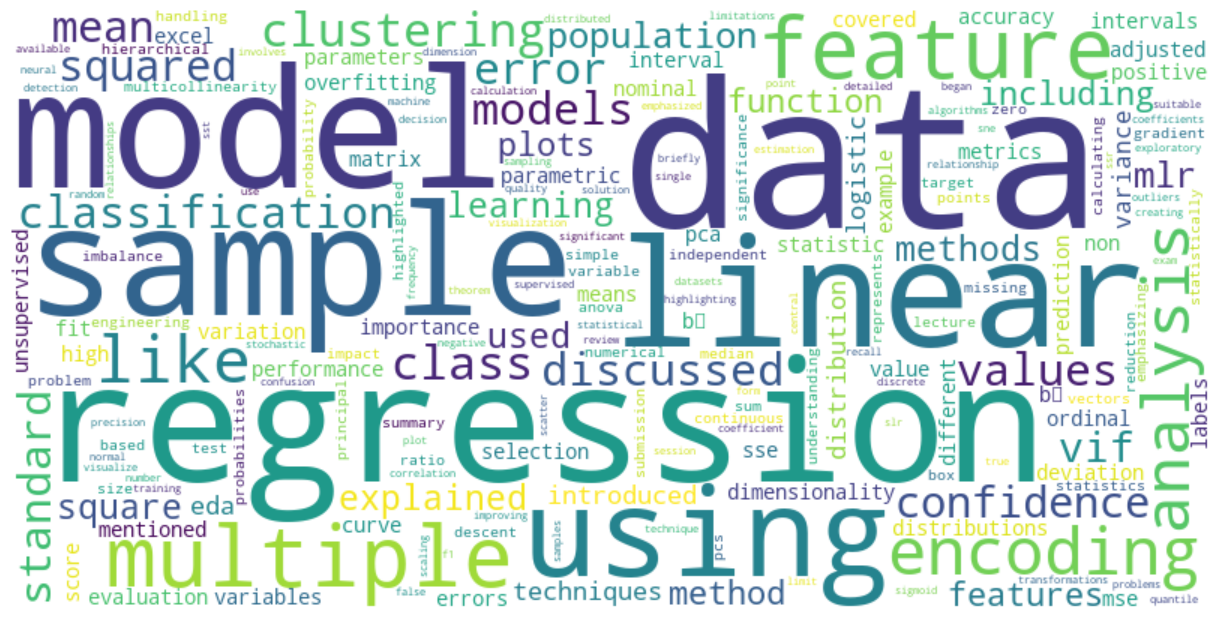 handling
mean
excel
clustering
distributed
limitations
covered
accuracy
intervals
available
hierarchical
involves
parameters
population
feature
adjusted
neural
squared
dimension
error
interval
positive
detection
multicollinearity
overfitting
calculation
nominal
point
detailed
began
including
suitable
model
machine
models
emphasized
function
data
algorithms
zero
coefficients
relationships
sst
probability
decision
plots
significance
logistic
example
metrics
calculating
ssr
variance
gradient
exploratory
matrix
sampling
briefly
estimation
sne
relationship
parametric
quality
solution
single
target
mlr
random
use
points
outliers
creating
classification
learning
visualization
pca
statistic
methods
prediction
non
statistically
exam
unsupervised
imbalance
highlighted
frequency
sample
significant
simple
independent
linear
variable
supervised
theorem
means
datasets
highlighting
central
represents
missing
analysis
emphasizing
fit
engineering
variation
stochastic
importance
used
anova
statistical
b
distribution
lecture
reduction
high
like
impact
negative
review
numerical
median
recall
problem
performance
class
discussed
understanding
value
different
values
vectors
labels
confusion
form
discrete
b
standard
precision
probabilities
regression
principal
summary
scatter
submission
sum
continuous
coefficient
slr
ordinal
based
test
plot
ratio
selection
session
sse
true
vif
normal
visualize
correlation
box
deviation
number
size
training
statistics
square
eda
explained
introduced
dimensionality
confidence
mentioned
curve
descent
improving
using
technique
distributions
score
multiple
scaling
f1
samples
pcs
encoding
evaluation
variables
false
errors
techniques
method
limit
sigmoid
features
transformations
problems
mse
quantile